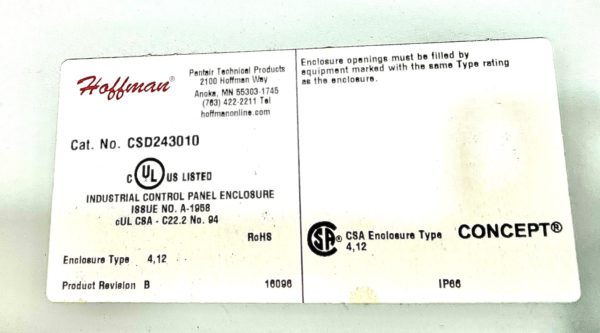 Hoffman®
Pentair Technical Products
2100 Hoffman Way
Anoka, MN 55303-1745
(763) 422-2211 Tel
hoffmanonline.com
Cat. No. CSD243010
C UL US LISTED
INDUSTRIAL CONTROL PANEL ENCLOSURE
ISSUE NO. A-1958
cUL CSA - C22.2 No. 94
RoHS
Enclosure Type 4,12
Product Revision B 16096
Enclosure openings must be filled by
equipment marked with the same Type rating
as the enclosure.
SA® CSA Enclosure Type
4,12
CONCEPT®
IP66